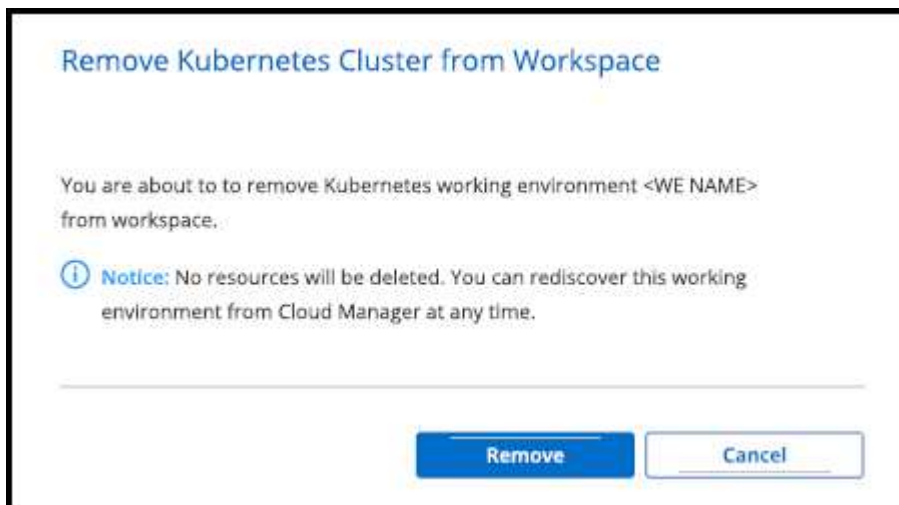 Remove Kubernetes Cluster from Workspace
You are about to to remove Kubernetes working environment <WE NAME>
from workspace.
Notice: No resources will be deleted. You can rediscover this working
environment from Cloud Manager at any time.
Remove
Cancel